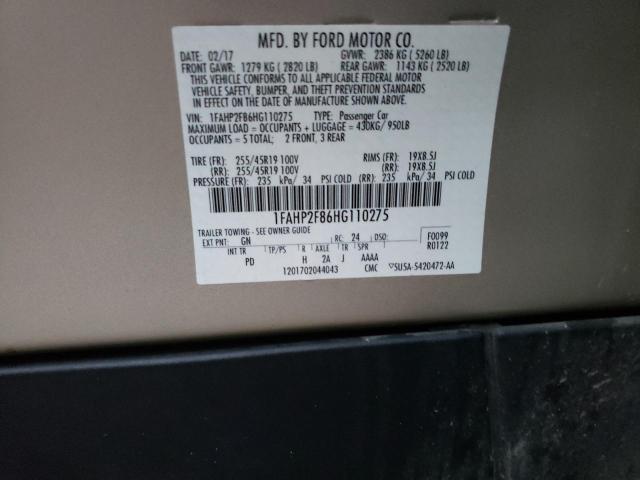 MFD. BY FORD MOTOR CO.
DATE: 02/17 GVWR: 2386 KG ( 5260 LB)
FRONT GAWR: 1279 KG ( 2820 LB) REAR GAWR: 1143 KG ( 2520 LB)
THIS VEHICLE CONFORMS TO ALL APPLICABLE FEDERAL MOTOR
VEHICLE SAFETY, BUMPER, AND THEFT PREVENTION STANDARDS
IN EFFECT ON THE DATE OF MANUFACTURE SHOWN ABOVE.
VIN: 1FAHP2F86HG110275 TYPE: Passenger Car
MAXIMUM LOAD = OCCUPANTS + LUGGAGE = 430KG/ 950LB
OCCUPANTS = 5 TOTAL; 2 FRONT, 3 REAR
TIRE (FR): 255/45R19 100V RIMS (FR): 19X8.5J
(RR): 255/45R19 100V (RR): 19X8.5J
PRESSURE (FR): 235 kPa/ 34 PSI COLD (RR): 235 kPa/ 34 PSI COLD
1FAHP2F86HG110275
TRAILER TOWING - SEE OWNER GUIDE
EXT PNT: GN RC: 24 DSO: F0099
INT TR TP/PS R AXLE TR SPR R0122
PD H 2A J AAAA
1201702044043 CMC 5U5A-5420472-AA